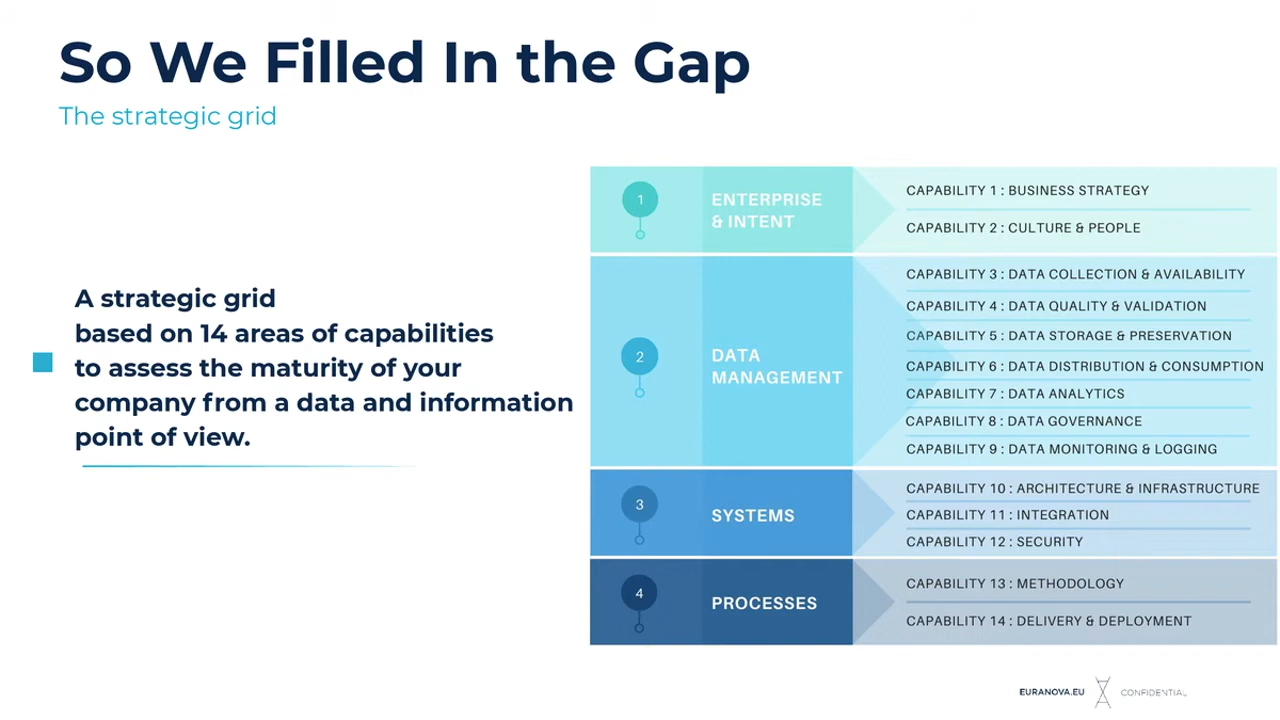 So We Filled In the Gap
The strategic grid
A strategic grid
based on 14 areas of capabilities
to assess the maturity of your
company from a data and information
point of view.
1
ENTERPRISE
& INTENT
CAPABILITY 1 : BUSINESS STRATEGY
CAPABILITY 2 : CULTURE & PEOPLE
2
DATA
MANAGEMENT
CAPABILITY 3 : DATA COLLECTION & AVAILABILITY
CAPABILITY 4 : DATA QUALITY & VALIDATION
CAPABILITY 5 : DATA STORAGE & PRESERVATION
CAPABILITY 6 : DATA DISTRIBUTION & CONSUMPTION
CAPABILITY 7 : DATA ANALYTICS
CAPABILITY 8 : DATA GOVERNANCE
CAPABILITY 9 : DATA MONITORING & LOGGING
3
SYSTEMS
CAPABILITY 10 : ARCHITECTURE & INFRASTRUCTURE
CAPABILITY 11 : INTEGRATION
CAPABILITY 12 : SECURITY
4
PROCESSES
CAPABILITY 13 : METHODOLOGY
CAPABILITY 14 : DELIVERY & DEPLOYMENT
EURANOVA.EU
CONFIDENTIAL